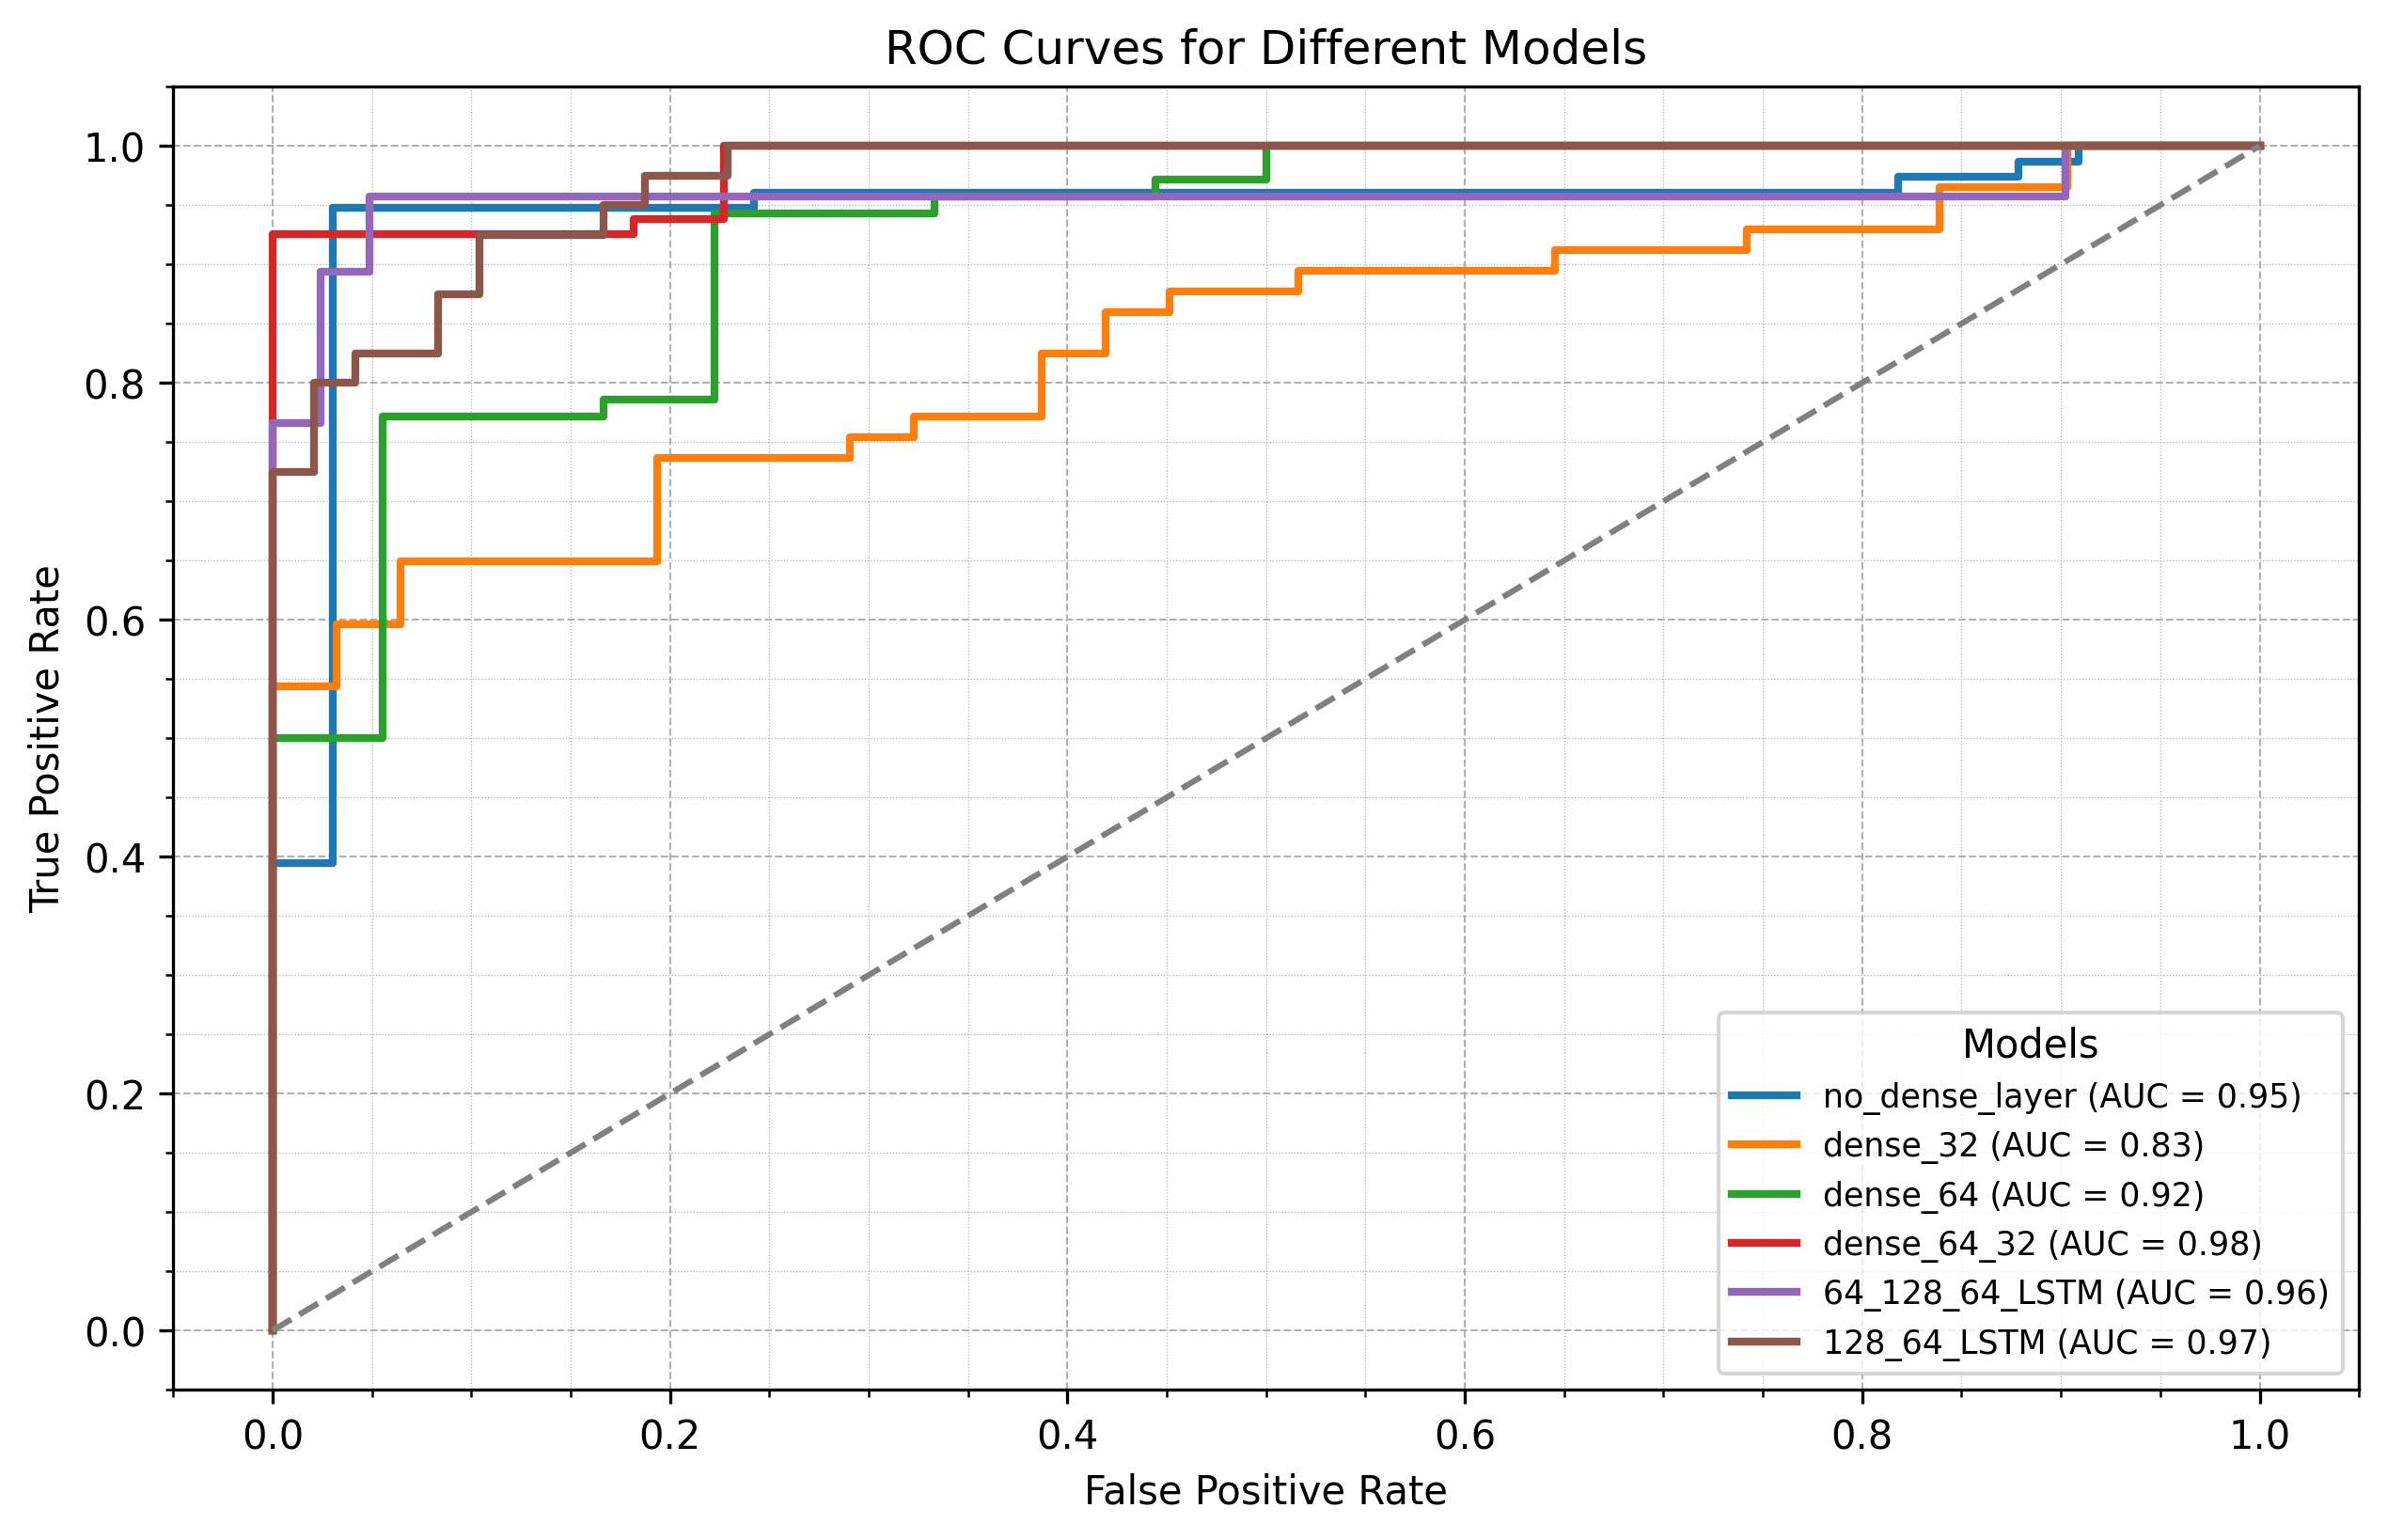 ROC Curves for Different Models
1.0
0.8
0.6
0.4
0.2
0.0
True Positive Rate
0.0 0.2 0.4 0.6 0.8 1.0
False Positive Rate
Models
no_dense_layer (AUC = 0.95)
dense_32 (AUC = 0.83)
dense_64 (AUC = 0.92)
dense_64_32 (AUC = 0.98)
64_128_64_LSTM (AUC = 0.96)
128_64_LSTM (AUC = 0.97)